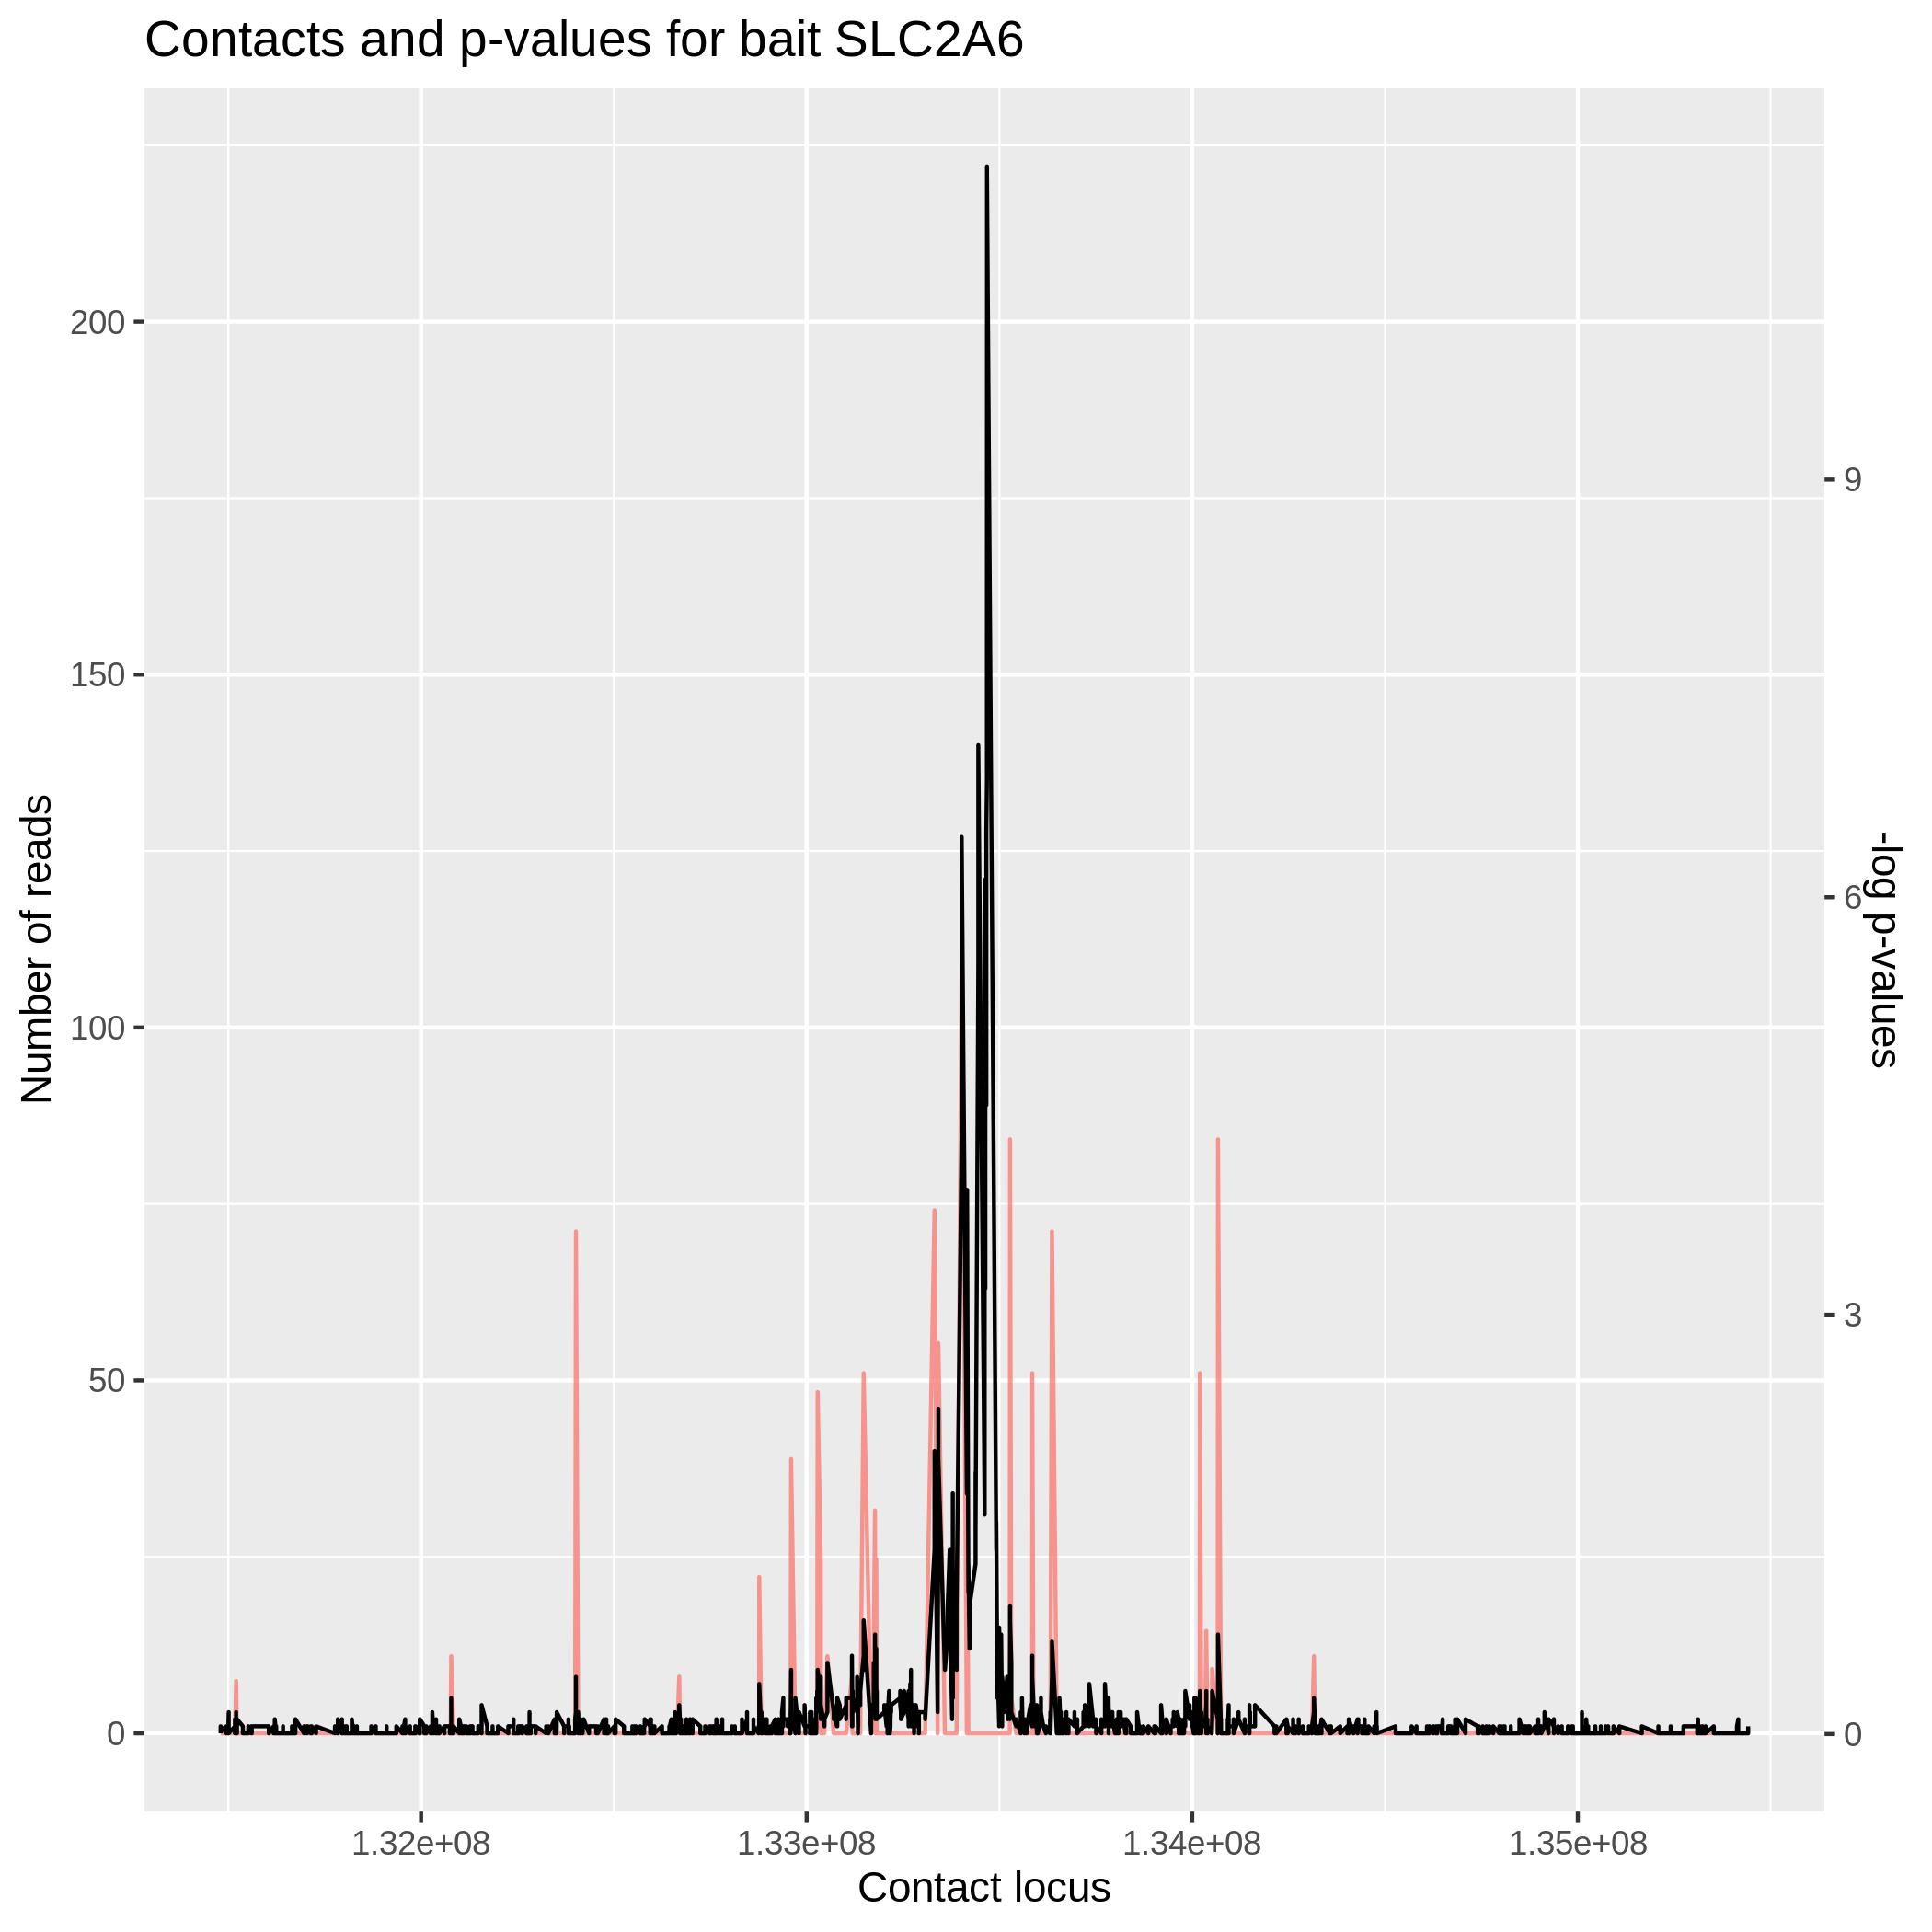 Contacts and p-values for bait SLC2A6
Number of reads
200
150
100
50
0
9
6
3
0
-log p-values
1.32e+08
1.33e+08
1.34e+08
1.35e+08
Contact locus